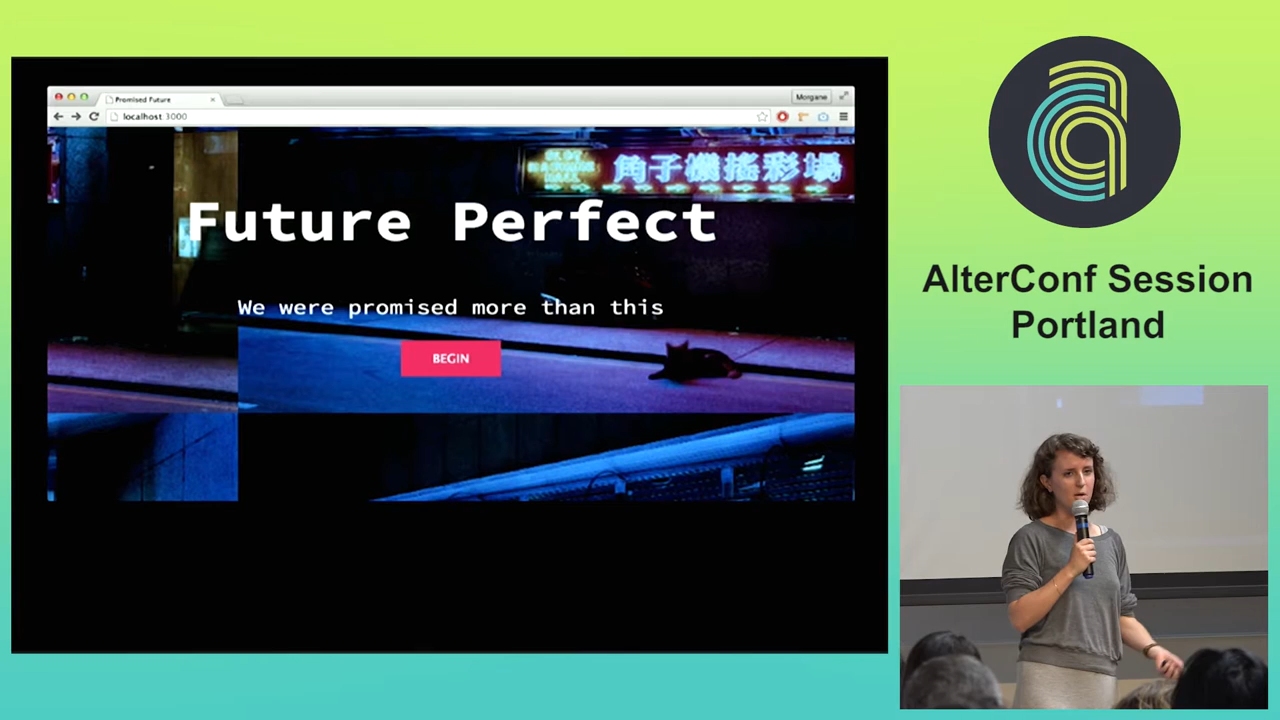 Promised Future
Morgane
localhost 3000
角子機搖彩場
Future Perfect
We were promised more than this
BEGIN
AlterConf Session
Portland